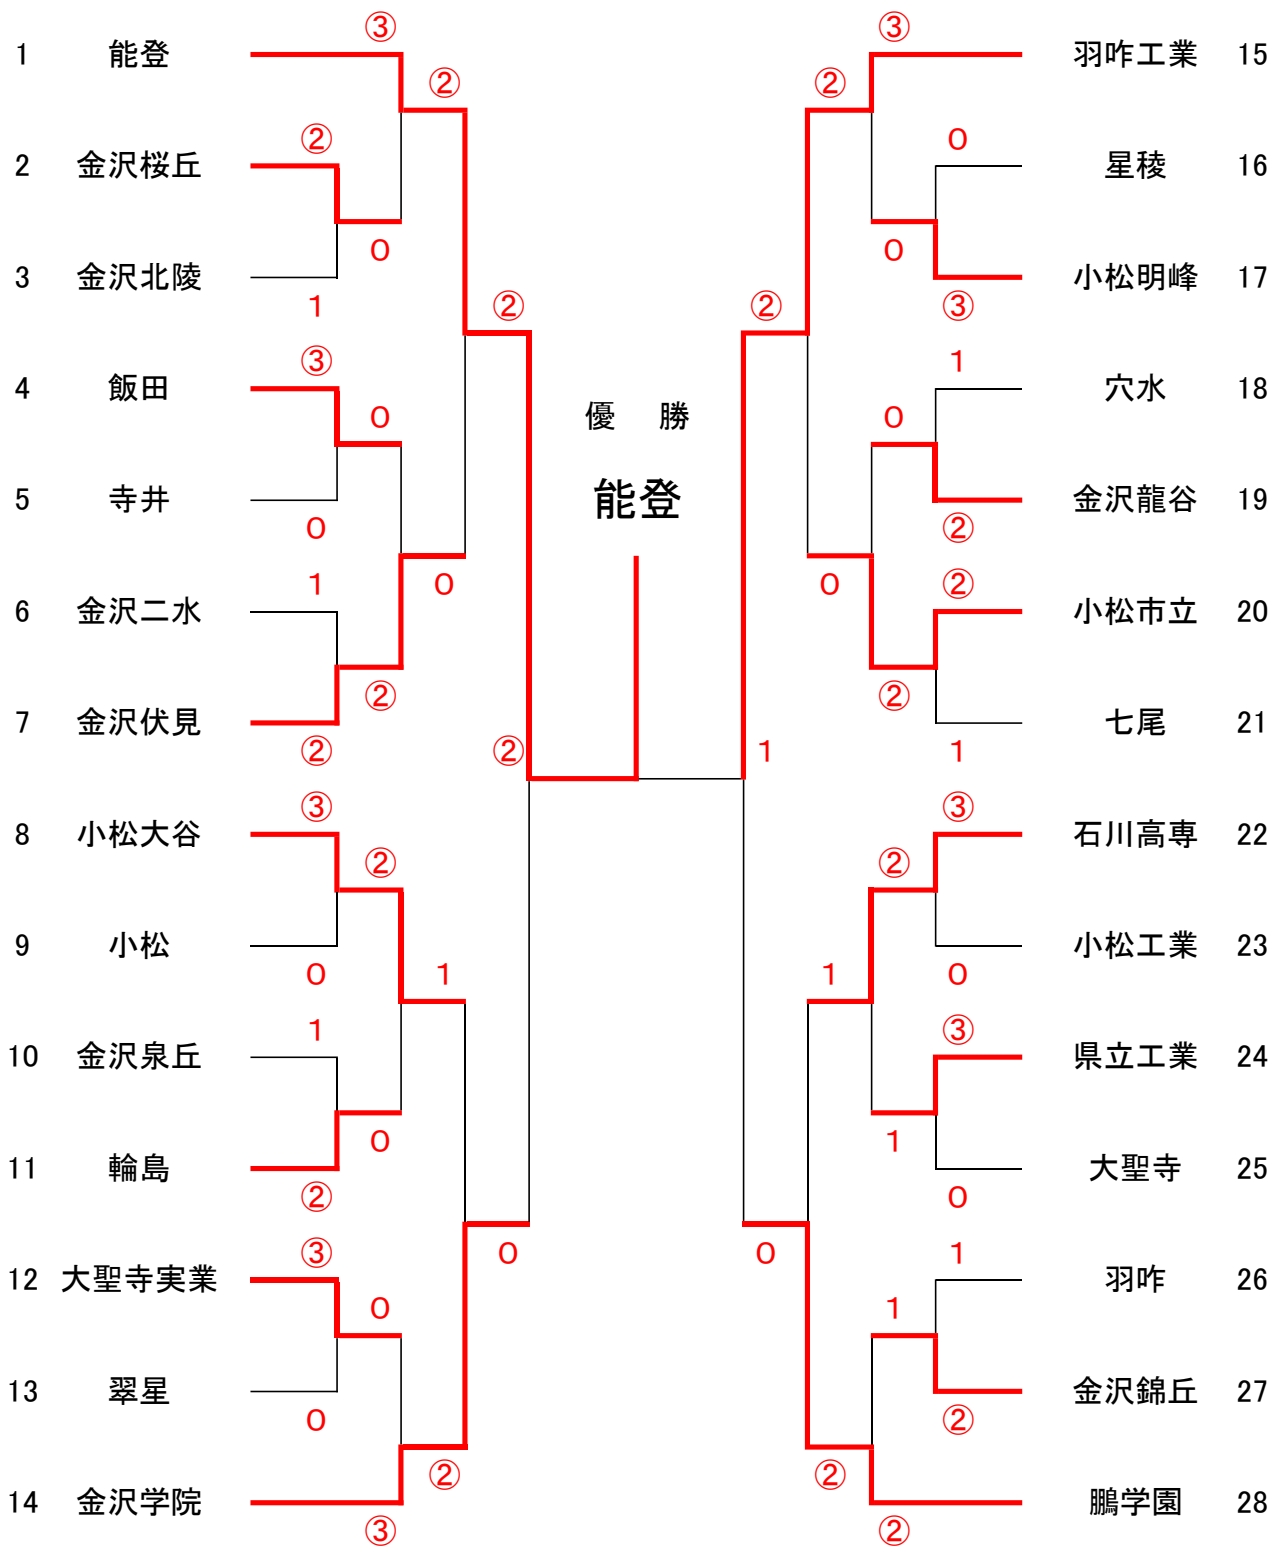 ③ ③
1 能登 羽咋工業 15
② ②
② 0
2 金沢桜丘 星稜 16
0 0
3 金沢北陵 小松明峰 17
1 ② ② ③
③ 1
4 飯田 穴水 18
0 優 勝 0
5 寺井 能登 金沢龍谷 19
0 ②
1 0 0 ②
6 金沢二水 小松市立 20
② ②
7 金沢伏見 七尾 21
② ② 1 1
③ ③
8 小松大谷 石川高専 22
② ②
9 小松 小松工業 23
0 1 1 0
1 ③
10 金沢泉丘 県立工業 24
0 1
11 輪島 大聖寺 25
② 0
③ 0 0 1
12 大聖寺実業 羽咋 26
0 1
13 翠星 金沢錦丘 27
0 ②
② ②
14 金沢学院 鵬学園 28
③ ②